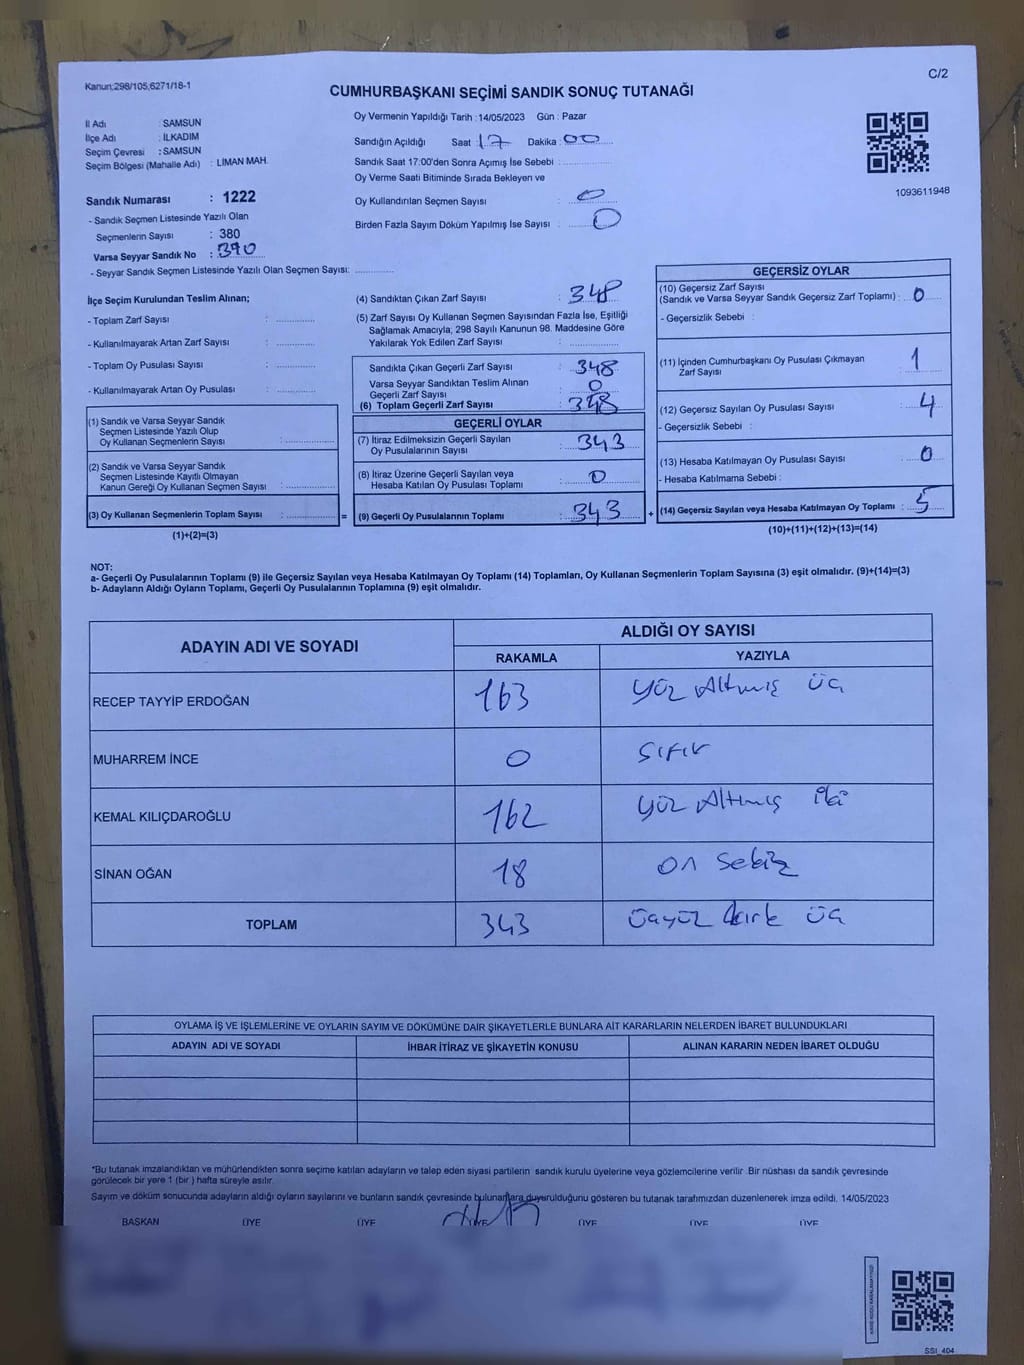 Kanun;298/105,6271/18-1
C/2
CUMHURBAŞKANI SEÇİMİ SANDIK SONUÇ TUTANAĞI
İl Adı : SAMSUN
İlçe Adı : İLKADIM
Seçim Çevresi : SAMSUN
Seçim Bölgesi (Mahalle Adı) : LİMAN MAH.
Sandık Numarası : 1222
- Sandık Seçmen Listesinde Yazılı Olan
Seçmenlerin Sayısı : 380
Varsa Seyyar Sandık No : 390
- Seyyar Sandık Seçmen Listesinde Yazılı Olan Seçmen Sayısı: ............
Oy Vermenin Yapıldığı Tarih : 14/05/2023 Gün : Pazar
Sandığın Açıldığı Saat : 17 Dakika : 00
Sandık Saat 17:00'den Sonra Açımış İse Sebebi : ............
Oy Verme Saati Bitiminde Sırada Bekleyen ve
Oy Kullandırılan Seçmen Sayısı : 0
Birden Fazla Sayım Döküm Yapılmış İse Sayısı : 0
1093611948
İlçe Seçim Kurulundan Teslim Alınan;
- Toplam Zarf Sayısı : ............
- Kullanılmayarak Artan Zarf Sayısı : ............
- Toplam Oy Pusulası Sayısı : ............
- Kullanılmayarak Artan Oy Pusulası : ............
(1) Sandık ve Varsa Seyyar Sandık
Seçmen Listesinde Yazılı Olup
Oy Kullanan Seçmenlerin Sayısı : ............
(2) Sandık ve Varsa Seyyar Sandık
Seçmen Listesinde Kayıtlı Olmayan
Kanun Gereği Oy Kullanan Seçmen Sayısı : ............
(3) Oy Kullanan Seçmenlerin Toplam Sayısı : ............ =
(1)+(2)=(3)
(4) Sandıktan Çıkan Zarf Sayısı : 348
(5) Zarf Sayısı Oy Kullanan Seçmen Sayısından Fazla İse, Eşitliği
Sağlamak Amacıyla, 298 Sayılı Kanunun 98. Maddesine Göre
Yakılarak Yok Edilen Zarf Sayısı : ............
Sandıkta Çıkan Geçerli Zarf Sayısı : 348
Varsa Seyyar Sandıktan Teslim Alınan
Geçerli Zarf Sayısı : 0
(6) Toplam Geçerli Zarf Sayısı : 348
GEÇERLİ OYLAR
(7) İtiraz Edilmeksizin Geçerli Sayılan
Oy Pusulalarının Sayısı : 343
(8) İtiraz Üzerine Geçerli Sayılan veya
Hesaba Katılan Oy Pusulası Toplamı : 0
(9) Geçerli Oy Pusulalarının Toplamı : 343 +
GEÇERSİZ OYLAR
(10) Geçersiz Zarf Sayısı
(Sandık ve Varsa Seyyar Sandık Geçersiz Zarf Toplamı) : 0
- Geçersizlik Sebebi :
(11) İçinden Cumhurbaşkanı Oy Pusulası Çıkmayan
Zarf Sayısı : 1
(12) Geçersiz Sayılan Oy Pusulası Sayısı : 4
- Geçersizlik Sebebi :
(13) Hesaba Katılmayan Oy Pusulası Sayısı : 0
- Hesaba Katılmama Sebebi :
(14) Geçersiz Sayılan veya Hesaba Katılmayan Oy Toplamı : 5
(10)+(11)+(12)+(13)=(14)
NOT:
a- Geçerli Oy Pusulalarının Toplamı (9) ile Geçersiz Sayılan veya Hesaba Katılmayan Oy Toplamı (14) Toplamları, Oy Kullanan Seçmenlerin Toplam Sayısına (3) eşit olmalıdır. (9)+(14)=(3)
b- Adayların Aldığı Oyların Toplamı, Geçerli Oy Pusulalarının Toplamına (9) eşit olmalıdır.
ADAYIN ADI VE SOYADI ALDIĞI OY SAYISI
RAKAMLA YAZIYLA
RECEP TAYYİP ERDOĞAN 163 Yüz Altmış üç
MUHARREM İNCE 0 Sıfır
KEMAL KILIÇDAROĞLU 162 Yüz Altmış iki
SİNAN OĞAN 18 on Sekiz
TOPLAM 343 üçyüz kırk üç
OYLAMA İŞ VE İŞLEMLERİNE VE OYLARIN SAYIM VE DÖKÜMÜNE DAİR ŞİKAYETLERLE BUNLARA AİT KARARLARIN NELERDEN İBARET BULUNDUKLARI
ADAYIN ADI VE SOYADI İHBAR İTİRAZ VE ŞİKAYETİN KONUSU ALINAN KARARIN NEDEN İBARET OLDUĞU
*Bu tutanak imzalandıktan ve mühürlendikten sonra seçime katılan adayların ve talep eden siyasi partilerin sandık kurulu üyelerine veya gözlemcilerine verilir. Bir nüshası da sandık çevresinde
görülecek bir yere 1 (bir ) hafta süreyle asılır.
Sayım ve döküm sonucunda adayların aldığı oyların sayılarını ve bunların sandık çevresinde bulunanlara duyurulduğunu gösteren bu tutanak tarafımızdan düzenlenerek imza edildi. 14/05/2023
BAŞKAN ÜYE ÜYE ÜYE ÜYE ÜYE ÜYE
SSI_404